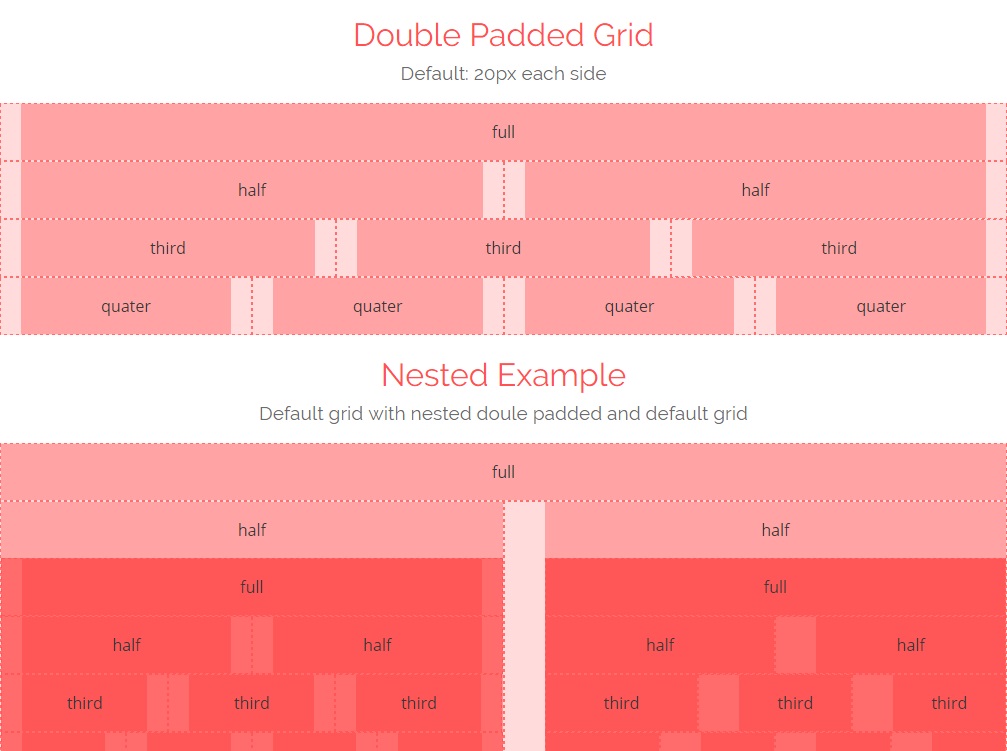 Double Padded Grid
Default: 20px each side
full
half half
third third third
quater quater quater quater
Nested Example
Default grid with nested doule padded and default grid
full
half half
full full
half half half half
third third third third third third